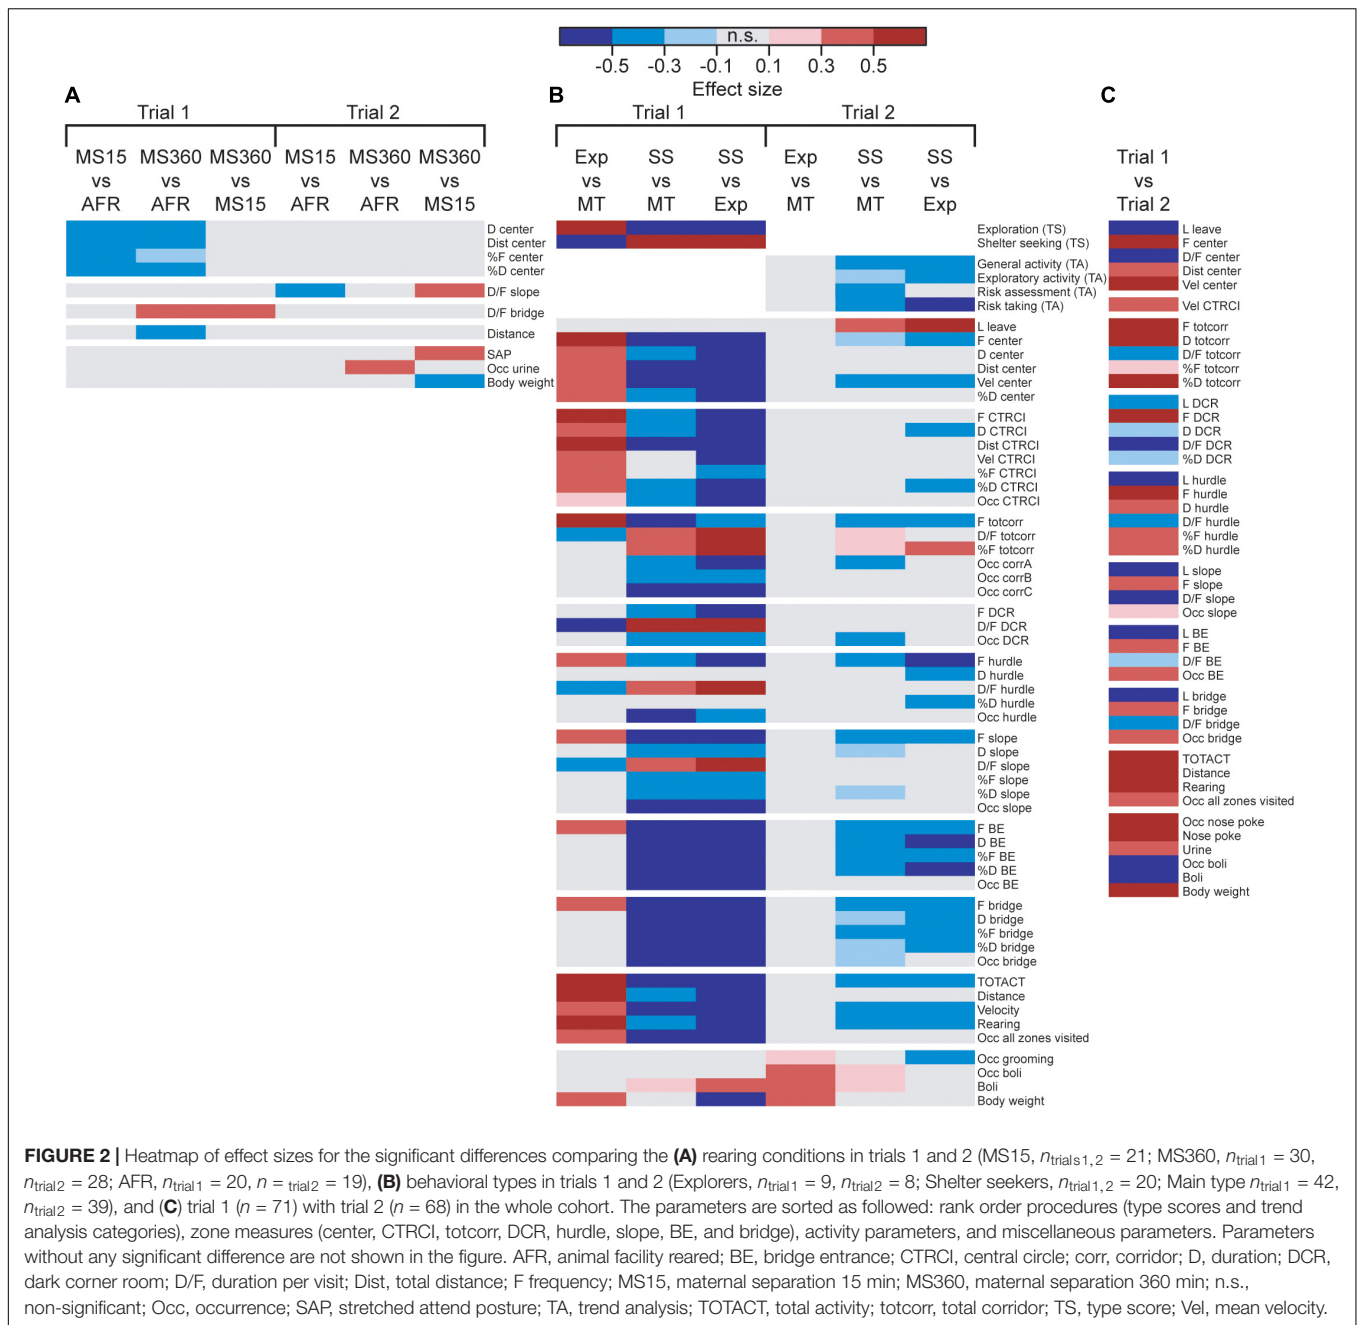 n.s.
-0.5 -0.3 -0.1 0.1 0.3 0.5
Effect size
A
Trial 1 Trial 2
MS15 MS360 MS360 MS15 MS360 MS360
vs vs vs vs vs vs
AFR AFR MS15 AFR AFR MS15
D center
Dist center
%F center
%D center
D/F slope
D/F bridge
Distance
SAP
Occ urine
Body weight
B
Trial 1 Trial 2
Exp SS SS Exp SS SS
vs vs vs vs vs vs
MT MT Exp MT MT Exp
Exploration (TS)
Shelter seeking (TS)
General activity (TA)
Exploratory activity (TA)
Risk assessment (TA)
Risk taking (TA)
L leave
F center
D center
Dist center
Vel center
%D center
F CTRCI
D CTRCI
Dist CTRCI
Vel CTRCI
%F CTRCI
%D CTRCI
Occ CTRCI
F totcorr
D/F totcorr
%F totcorr
Occ corrA
Occ corrB
Occ corrC
F DCR
D/F DCR
Occ DCR
F hurdle
D hurdle
D/F hurdle
%D hurdle
Occ hurdle
F slope
D slope
D/F slope
%F slope
%D slope
Occ slope
F BE
D BE
%F BE
%D BE
Occ BE
F bridge
D bridge
%F bridge
%D bridge
Occ bridge
TOTACT
Distance
Velocity
Rearing
Occ all zones visited
Occ grooming
Occ boli
Boli
Body weight
C
Trial 1
vs
Trial 2
L leave
F center
D/F center
Dist center
Vel center
Vel CTRCI
F totcorr
D totcorr
D/F totcorr
%F totcorr
%D totcorr
L DCR
F DCR
D DCR
D/F DCR
%D DCR
L hurdle
F hurdle
D hurdle
D/F hurdle
%F hurdle
%D hurdle
L slope
F slope
D/F slope
Occ slope
L BE
F BE
D/F BE
Occ BE
L bridge
F bridge
D/F bridge
Occ bridge
TOTACT
Distance
Rearing
Occ all zones visited
Occ nose poke
Nose poke
Urine
Occ boli
Boli
Body weight
FIGURE 2 | Heatmap of effect sizes for the significant differences comparing the (A) rearing conditions in trials 1 and 2 (MS15, ntrials1,2 = 21; MS360, ntrial1 = 30,
ntrial2 = 28; AFR, ntrial1 = 20, n = trial2 = 19), (B) behavioral types in trials 1 and 2 (Explorers, ntrial1 = 9, ntrial2 = 8; Shelter seekers, ntrial1,2 = 20; Main type ntrial1 = 42,
ntrial2 = 39), and (C) trial 1 (n = 71) with trial 2 (n = 68) in the whole cohort. The parameters are sorted as followed: rank order procedures (type scores and trend
analysis categories), zone measures (center, CTRCI, totcorr, DCR, hurdle, slope, BE, and bridge), activity parameters, and miscellaneous parameters. Parameters
without any significant difference are not shown in the figure. AFR, animal facility reared; BE, bridge entrance; CTRCI, central circle; corr, corridor; D, duration; DCR,
dark corner room; D/F, duration per visit; Dist, total distance; F frequency; MS15, maternal separation 15 min; MS360, maternal separation 360 min; n.s.,
non-significant; Occ, occurrence; SAP, stretched attend posture; TA, trend analysis; TOTACT, total activity; totcorr, total corridor; TS, type score; Vel, mean velocity.